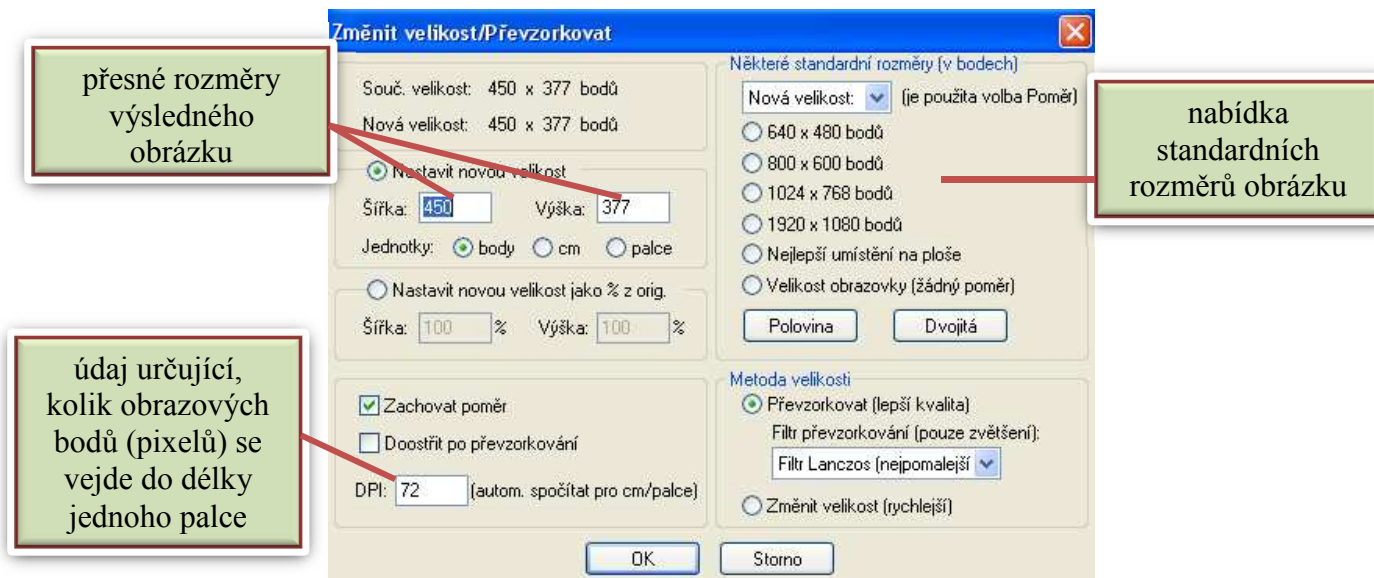 Změnit velikost/Převzorkovat
přesné rozměry
výsledného
obrázku
Souč. velikost: 450 x 377 bodů
Nová velikost: 450 x 377 bodů
Nastavit novou velikost
Šířka: 450 Výška: 377
Jednotky: body cm palce
Nastavit novou velikost jako % z orig.
Šířka: 100 % Výška: 100 %
údaj určující,
kolik obrazových
bodů (pixelů) se
vejde do délky
jednoho palce
Zachovat poměr
Doostřit po převzorkování
DPI: 72 (autom. spočítat pro cm/palce)
Některé standardní rozměry (v bodech)
Nová velikost: (je použita volba Poměr)
640 x 480 bodů
800 x 600 bodů
1024 x 768 bodů
1920 x 1080 bodů
Nejlepší umístění na ploše
Velikost obrazovky (žádný poměr)
Polovina Dvojitá
nabídka
standardních
rozměrů obrázku
Metoda velikosti
Převzorkovat (lepší kvalita)
Filtr převzorkování (pouze zvětšení):
Filtr Lanczos (nejpomalejší
Změnit velikost (rychlejší)
OK Storno